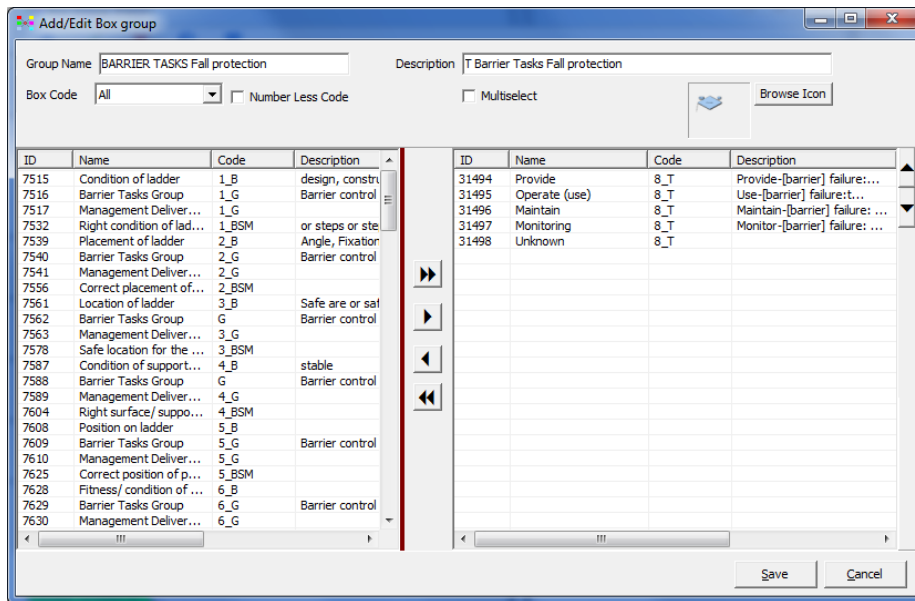 Add/Edit Box group
Group Name BARRIER TASKS Fall protection Description T Barrier Tasks Fall protection
Box Code All Number Less Code Multiselect Browse Icon
ID Name Code Description ID Name Code Description
7515 Condition of ladder 1_B design, constru 31494 Provide 8_T Provide-[barrier] failure:...
7516 Barrier Tasks Group 1_G Barrier control 31495 Operate (use) 8_T Use-[barrier] failure:t...
7517 Management Deliver... 1_G 31496 Maintain 8_T Maintain-[barrier] failure: ...
7532 Right condition of lad... 1_BSM or steps or ste 31497 Monitoring 8_T Monitor-[barrier] failure: ...
7539 Placement of ladder 2_B Angle, Fixation 31498 Unknown 8_T
7540 Barrier Tasks Group 2_G Barrier control
7541 Management Deliver... 2_G
7556 Correct placement of... 2_BSM
7561 Location of ladder 3_B Safe are or saf
7562 Barrier Tasks Group G Barrier control
7563 Management Deliver... 3_G
7578 Safe location for the ... 3_BSM
7587 Condition of support... 4_B stable
7588 Barrier Tasks Group G Barrier control
7589 Management Deliver... 4_G
7604 Right surface/ suppo... 4_BSM
7608 Position on ladder 5_B
7609 Barrier Tasks Group 5_G Barrier control
7610 Management Deliver... 5_G
7625 Correct position of p... 5_BSM
7628 Fitness/ condition of ... 6_B
7629 Barrier Tasks Group 6_G Barrier control
7630 Management Deliver... 6_G
Save Cancel